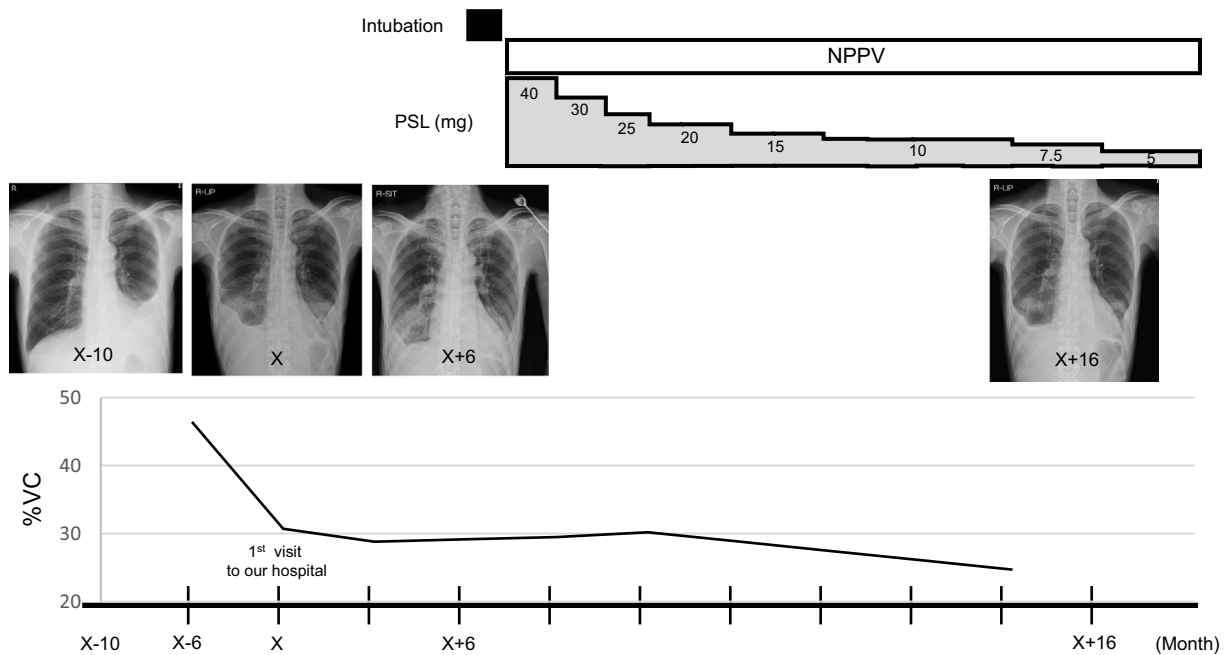 Intubation
NPPV
PSL (mg)
40
30
25
20
15
10
7.5
5
R
R-UP
R-SIT
R-UP
X-10
X
X+6
X+16
50
40
30
20
%VC
1st visit
to our hospital
X-10
X-6
X
X+6
X+16
(Month)